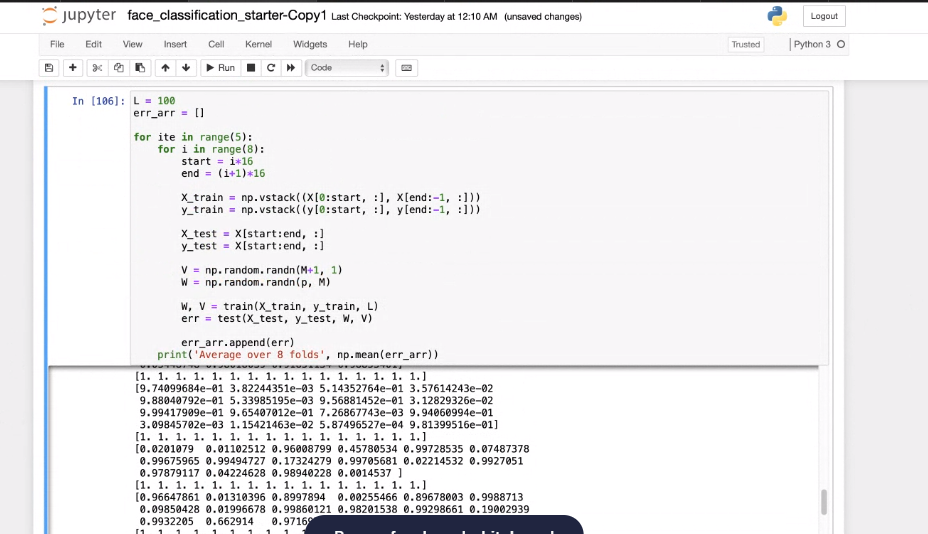 jupyter face_classification_starter-Copy1 Last Checkpoint: Yesterday at 12:10 AM (unsaved changes) Logout
File Edit View Insert Cell Kernel Widgets Help Trusted Python 3
Run Code
In [106]: L = 100
err_arr = []
for ite in range(5):
for i in range(8):
start = i*16
end = (i+1)*16
X_train = np.vstack((X[0:start, :], X[end:-1, :]))
y_train = np.vstack((y[0:start, :], y[end:-1, :]))
X_test = X[start:end, :]
y_test = X[start:end, :]
V = np.random.randn(M+1, 1)
W = np.random.randn(p, M)
W, V = train(X_train, y_train, L)
err = test(X_test, y_test, W, V)
err_arr.append(err)
print('Average over 8 folds', np.mean(err_arr))
[1. 1. 1. 1. 1. 1. 1. 1. 1. 1. 1. 1. 1. 1. 1. 1.]
[9.74099684e-01 3.82244351e-03 5.14352764e-01 3.57614243e-02
9.88040792e-01 5.33985195e-03 9.56881452e-01 3.12829326e-02
9.99417909e-01 9.65407012e-01 7.26867743e-03 9.94060994e-01
3.09845702e-03 1.15421463e-02 5.87496527e-04 9.81399516e-01]
[1. 1. 1. 1. 1. 1. 1. 1. 1. 1. 1. 1. 1. 1. 1. 1.]
[0.0201079 0.01102512 0.96008799 0.45780534 0.99728535 0.07487378
0.99675965 0.99494727 0.17324279 0.99705681 0.02214532 0.9927051
0.97879117 0.04224628 0.98940228 0.0014537 ]
[1. 1. 1. 1. 1. 1. 1. 1. 1. 1. 1. 1. 1. 1. 1. 1.]
[0.96647861 0.01310396 0.8997894 0.00255466 0.89678003 0.9988713
0.09850428 0.01996678 0.99860121 0.98201538 0.99298661 0.19002939
0.9932205 0.662914